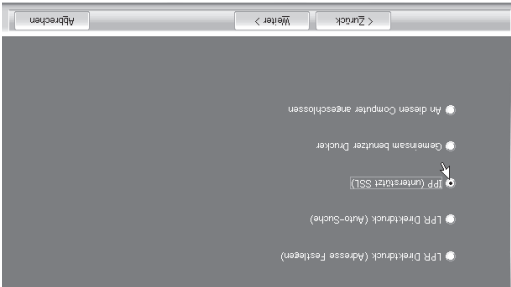 LPR Direktdruck (Adresse Festlegen)
LPR Direktdruck (Auto-Suche)
IPP (unterstützt SSL)
Gemeinsam benutzer Drucker
An diesen Computer angeschlossen
< Zurück
Weiter >
Abbrechen